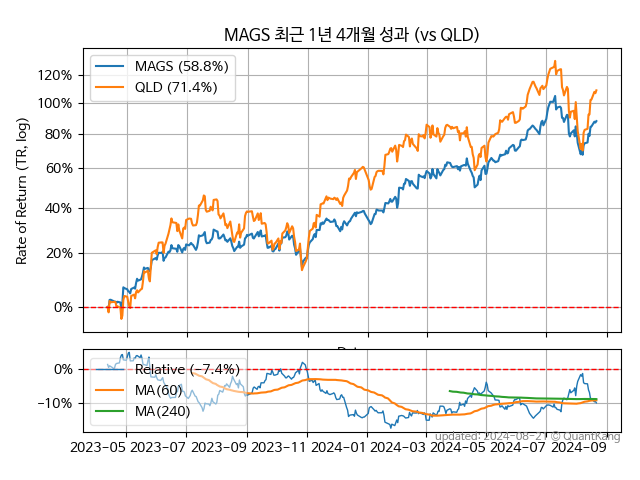 MAGS 최근 1년 4개월 성과 (vs QLD)
Rate of Return (TR, log)
120%
100%
80%
60%
40%
20%
0%
MAGS (58.8%)
QLD (71.4%)
0%
−10%
Relative (−7.4%)
MA(60)
MA(240)
2023-05 2023-07 2023-09 2023-11 2024-01 2024-03 2024-05 2024-07 2024-09
updated: 2024-08-21 © QuantKang